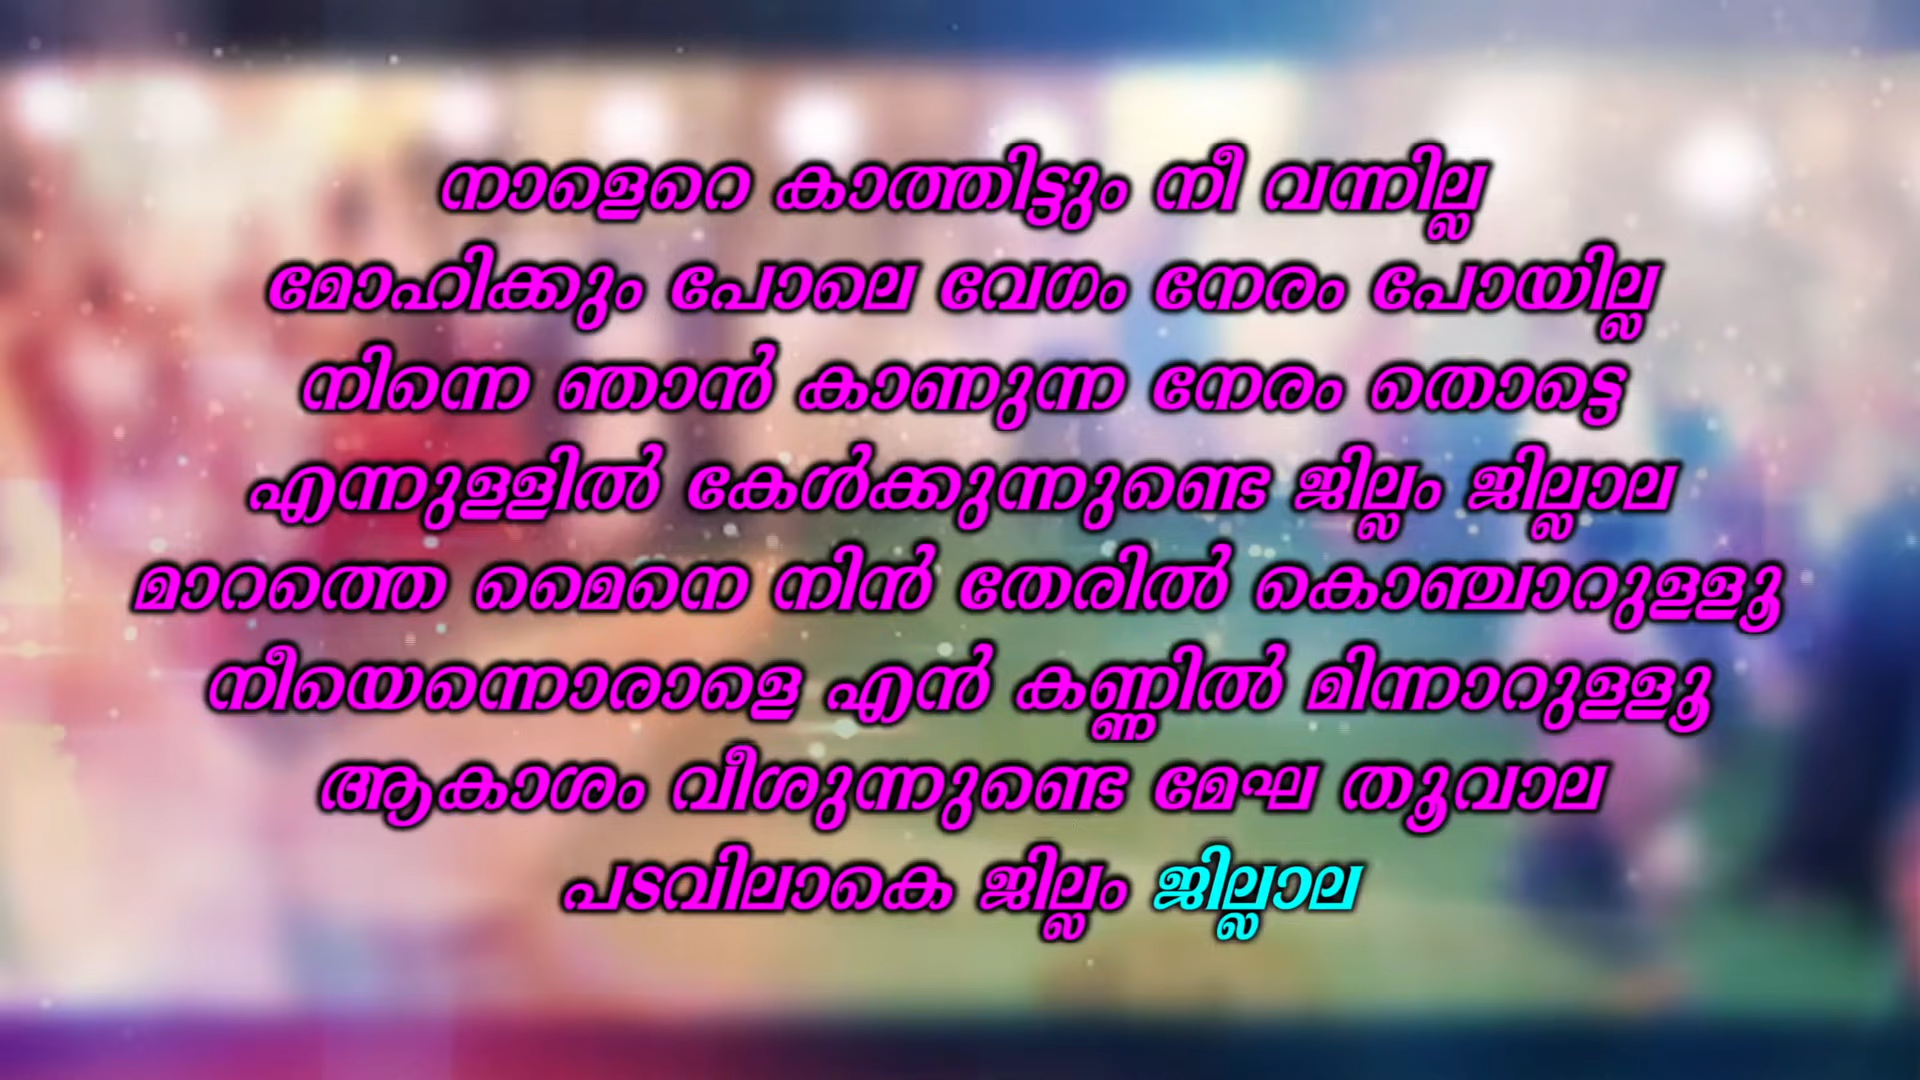 നാളെറെ കാത്തിട്ടും നീ വന്നില്ല
മോഹിക്കും പോലെ വേഗം നേരം പോയില്ല
നിന്നെ ഞാൻ കാണുന്ന നേരം തൊട്ടെ
എന്നുള്ളിൽ കേൾക്കുന്നുണ്ടെ ജില്ലം ജില്ലാല
മാറത്തെ മൈനെ നിൻ തേരിൽ കൊഞ്ചാറുള്ളൂ
നീയെന്നൊരാളെ എൻ കണ്ണിൽ മിന്നാറുള്ളൂ
ആകാശം വീശുന്നുണ്ടെ മേഘ തൂവാല
പടവിലാകെ ജില്ലം ജില്ലാല